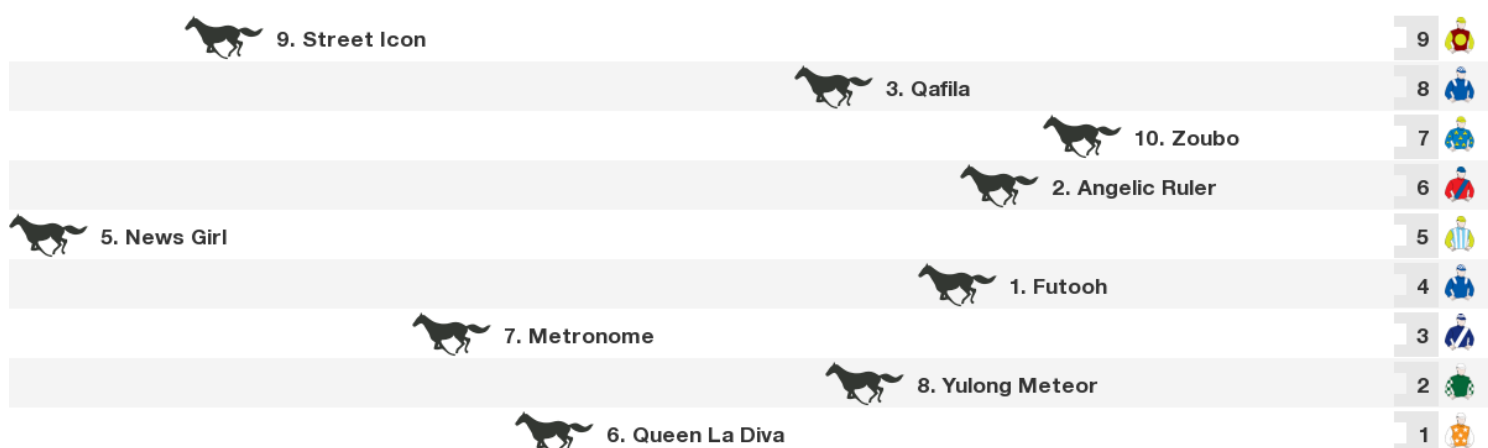 9. Street Icon 9
3. Qafila 8
10. Zoubo 7
2. Angelic Ruler 6
5. News Girl 5
1. Futooh 4
7. Metronome 3
8. Yulong Meteor 2
6. Queen La Diva 1